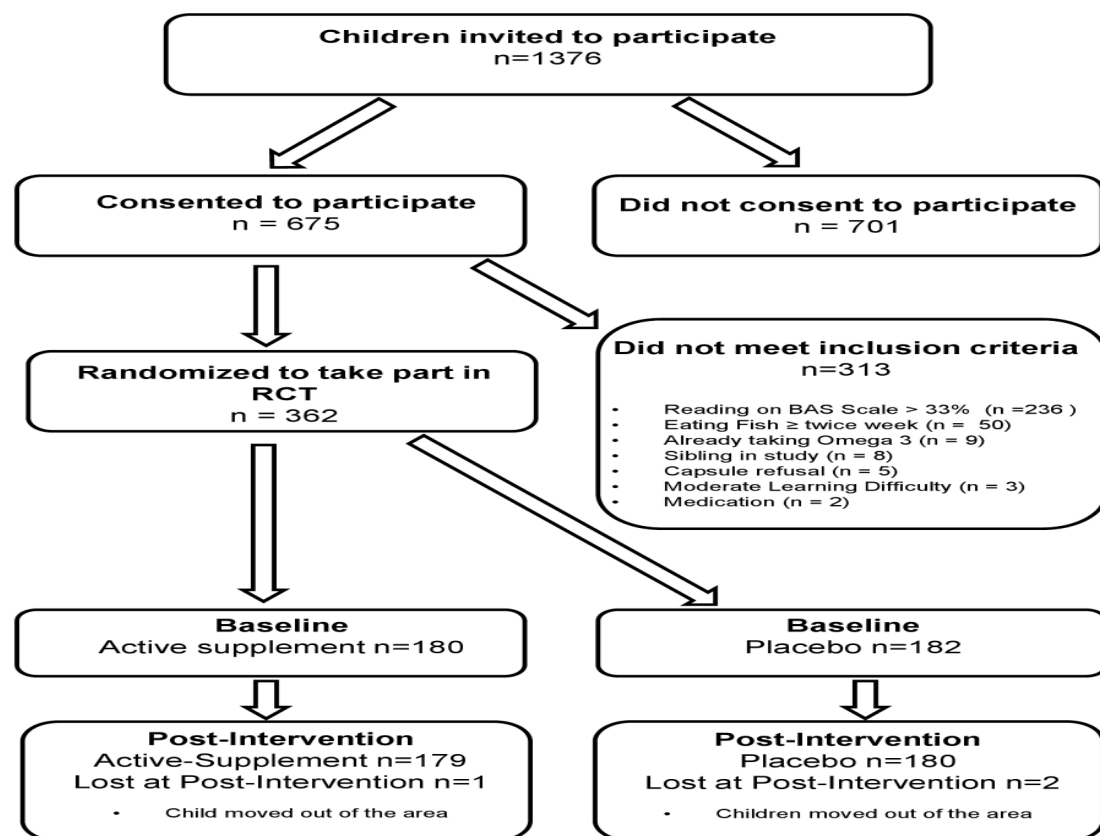 Children invited to participate
n=1376
Consented to participate
n = 675
Did not consent to participate
n = 701
Did not meet inclusion criteria
n=313
• Reading on BAS Scale > 33% (n =236 )
• Eating Fish ≥ twice week (n = 50)
• Already taking Omega 3 (n = 9)
• Sibling in study (n = 8)
• Capsule refusal (n = 5)
• Moderate Learning Difficulty (n = 3)
• Medication (n = 2)
Randomized to take part in
RCT
n = 362
Baseline
Active supplement n=180
Baseline
Placebo n=182
Post-Intervention
Active-Supplement n=179
Lost at Post-Intervention n=1
• Child moved out of the area
Post-Intervention
Placebo n=180
Lost at Post-Intervention n=2
• Children moved out of the area